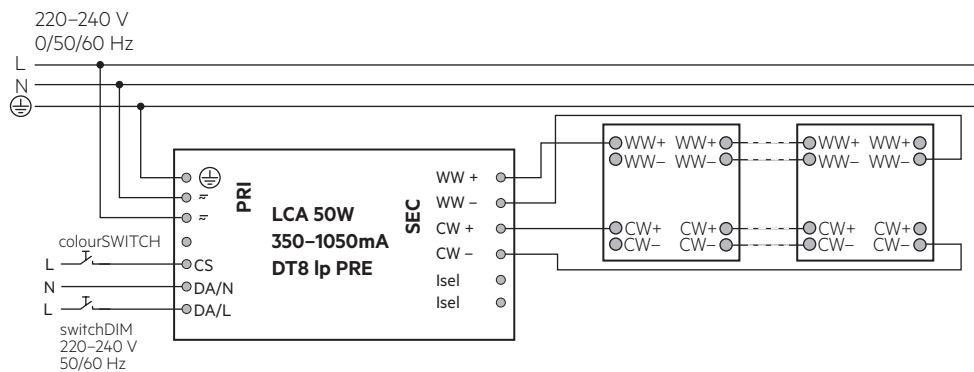 220–240 V
0/50/60 Hz
L
N
PRI
LCA 50W
350–1050mA
DT8 lp PRE
SEC
WW +
WW –
CW +
CW –
Isel
Isel
colourSWITCH
L
CS
N
DA/N
L
DA/L
switchDIM
220–240 V
50/60 Hz
WW+ WW+
WW– WW–
CW+ CW+
CW– CW–
WW+ WW+
WW– WW–
CW+ CW+
CW– CW–